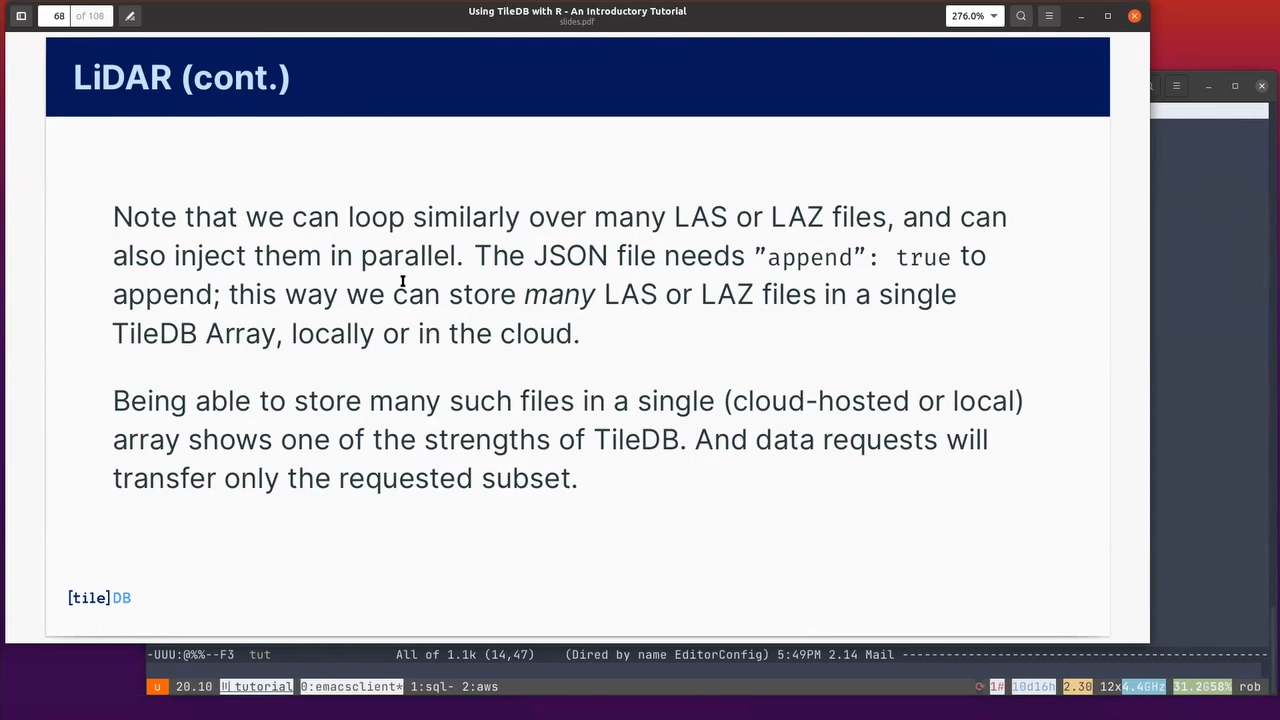 Using TileDB with R - An Introductory Tutorial
slides.pdf
68 of 108
276.0%
LiDAR (cont.)
Note that we can loop similarly over many LAS or LAZ files, and can
also inject them in parallel. The JSON file needs ”append”: true to
append; this way we can store many LAS or LAZ files in a single
TileDB Array, locally or in the cloud.
Being able to store many such files in a single (cloud-hosted or local)
array shows one of the strengths of TileDB. And data requests will
transfer only the requested subset.
[tile]DB
-UUU:@%%--F3 tut All of 1.1k (14,47) (Dired by name EditorConfig) 5:49PM 2.14 Mail
u 20.10 tutorial 0:emacsclient* 1:sql- 2:aws 1# 10d16h 2.30 12x4.4GHz 31.2G58% rob